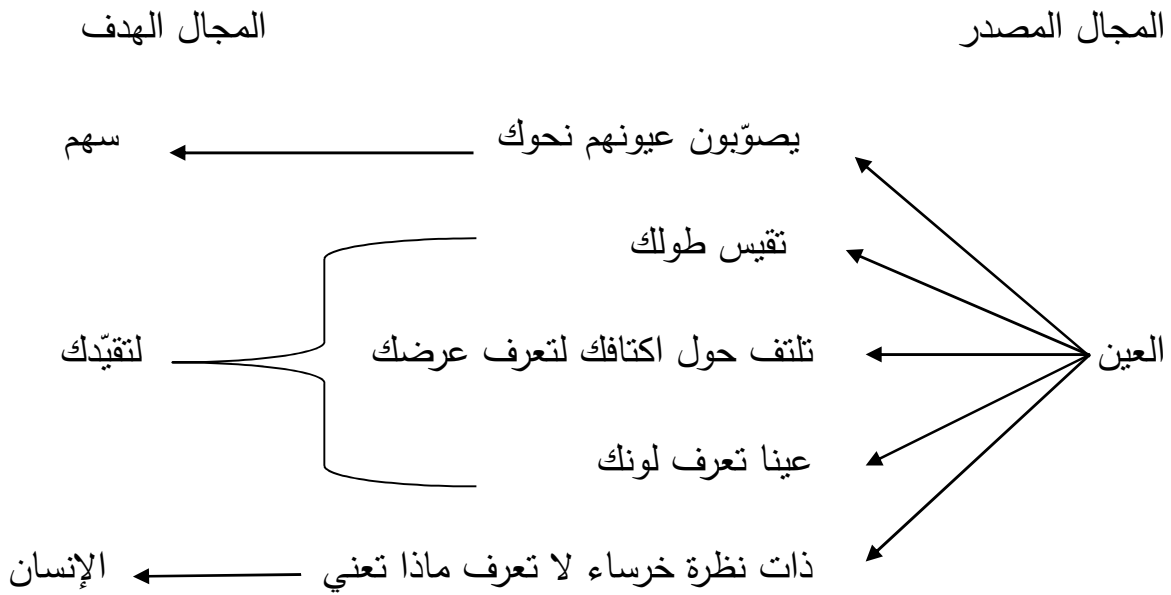 المجال المصدر المجال الهدف
يصوّبون عيونهم نحوك سهم
تقيس طولك
العين تلتف حول اكتافك لتعرف عرضك لتقيّدك
عينا تعرف لونك
ذات نظرة خرساء لا تعرف ماذا تعني الإنسان